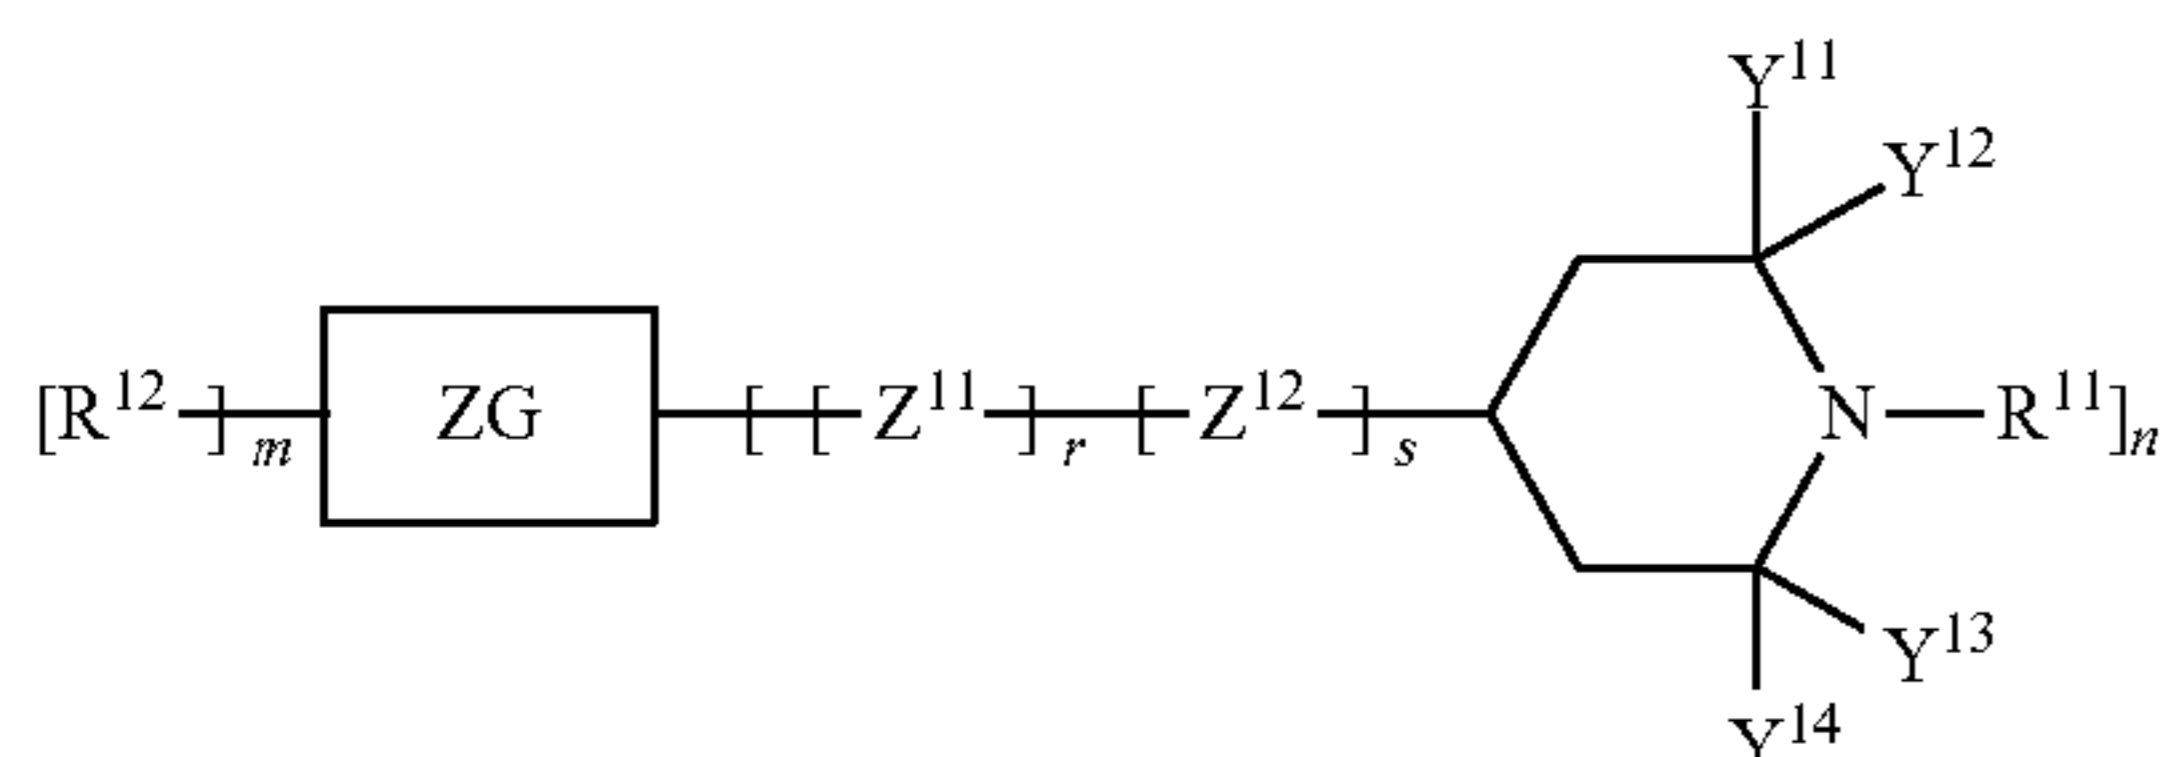 Y11
Y12
[R12 ]m ZG [ [ Z11 ]r [ Z12 ]s N R11]n
Y13
Y14